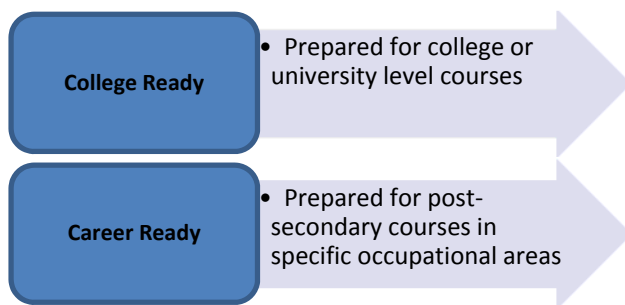 College Ready
• Prepared for college or
university level courses
Career Ready
• Prepared for post-
secondary courses in
specific occupational areas